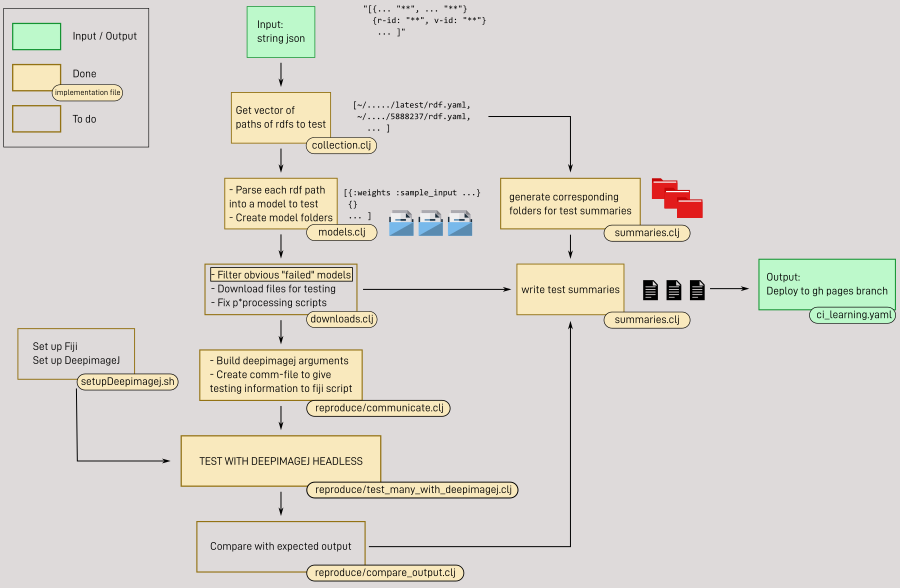 Input / Output
Done
implementation file
To do
Input:
string json
"[{... "**", ... "**"}
{r-id: "**", v-id: "**"}
... ]"
Get vector of
paths of rdfs to test
collection.clj
[~/...../latest/rdf.yaml,
~/..../5888237/rdf.yaml,
... ]
- Parse each rdf path
into a model to test
- Create model folders
models.clj
[{:weights :sample_input ...}
{}
... ]
generate corresponding
folders for test summaries
summaries.clj
- Filter obvious "failed" models
- Download files for testing
- Fix p*processing scripts
downloads.clj
write test summaries
summaries.clj
Output:
Deploy to gh pages branch
ci_learning.yaml
Set up Fiji
Set up DeepimageJ
setupDeepimagej.sh
- Build deepimagej arguments
- Create comm-file to give
testing information to fiji script
reproduce/communicate.clj
TEST WITH DEEPIMAGEJ HEADLESS
reproduce/test_many_with_deepimagej.clj
Compare with expected output
reproduce/compare_output.clj